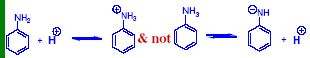 NH₂ + H⊕ ⇌ ⊕NH₃ & not NH₃ ⇌ ⊖NH + H⊕